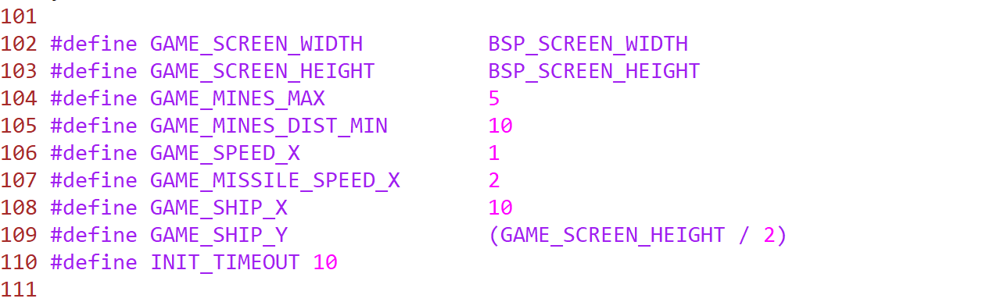 101
102 #define GAME_SCREEN_WIDTH          BSP_SCREEN_WIDTH
103 #define GAME_SCREEN_HEIGHT         BSP_SCREEN_HEIGHT
104 #define GAME_MINES_MAX             5
105 #define GAME_MINES_DIST_MIN        10
106 #define GAME_SPEED_X               1
107 #define GAME_MISSILE_SPEED_X       2
108 #define GAME_SHIP_X                10
109 #define GAME_SHIP_Y                (GAME_SCREEN_HEIGHT / 2)
110 #define INIT_TIMEOUT 10
111